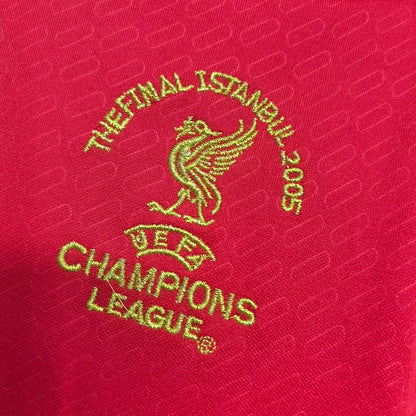 THE FINAL ISTANBUL 2005
UEFA
CHAMPIONS
LEAGUE®